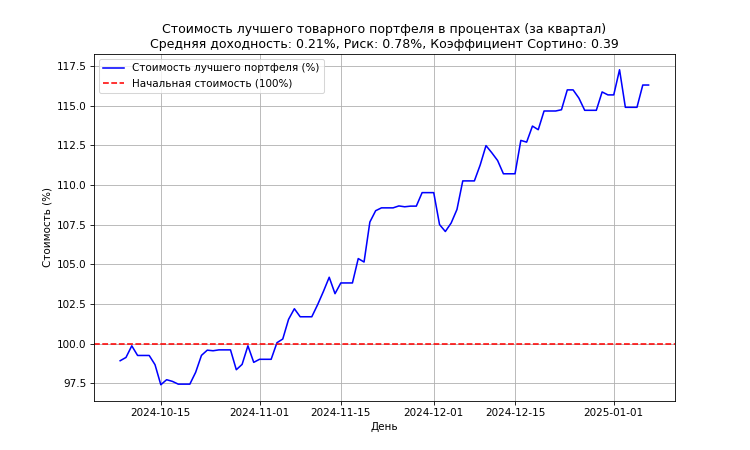 Стоимость лучшего товарного портфеля в процентах (за квартал)
Средняя доходность: 0.21%, Риск: 0.78%, Коэффициент Сортино: 0.39
Стоимость лучшего портфеля (%)
Начальная стоимость (100%)
Стоимость (%)
117.5
115.0
112.5
110.0
107.5
105.0
102.5
100.0
97.5
2024-10-15
2024-11-01
2024-11-15
2024-12-01
2024-12-15
2025-01-01
День